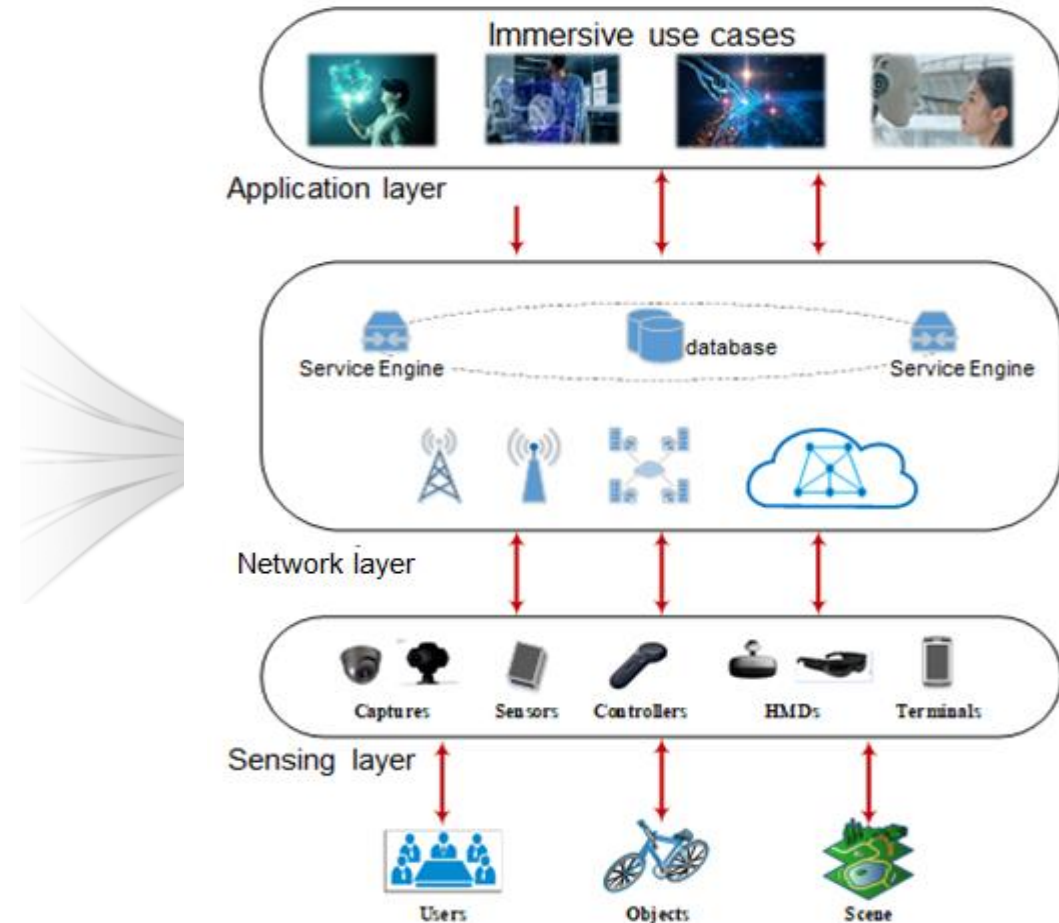 Immersive use cases
Application layer
database
Service Engine
Service Engine
Network layer
Captures
Sensors
Controllers
HMDs
Terminals
Sensing layer
Users
Objects
Scene